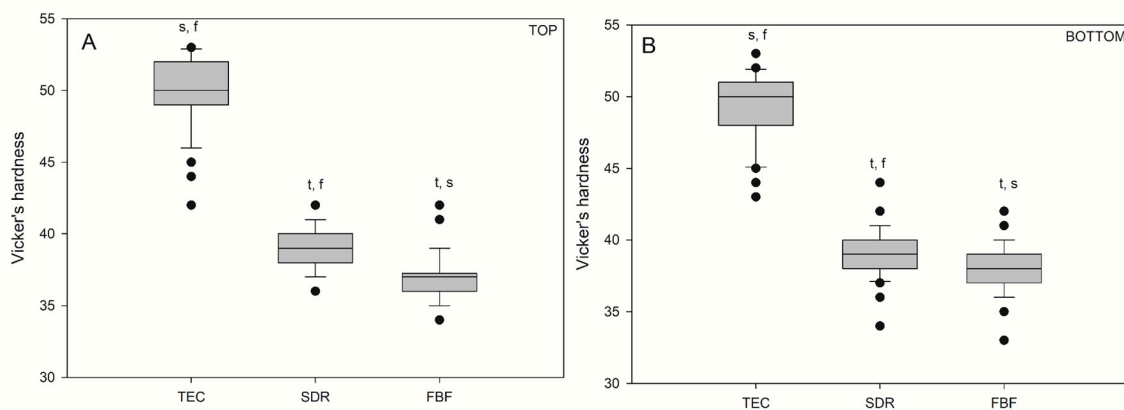 A
TOP
Vicker's hardness
55
50
45
40
35
30
s, f
t, f
t, s
TEC
SDR
FBF
B
BOTTOM
Vicker's hardness
55
50
45
40
35
30
s, f
t, f
t, s
TEC
SDR
FBF